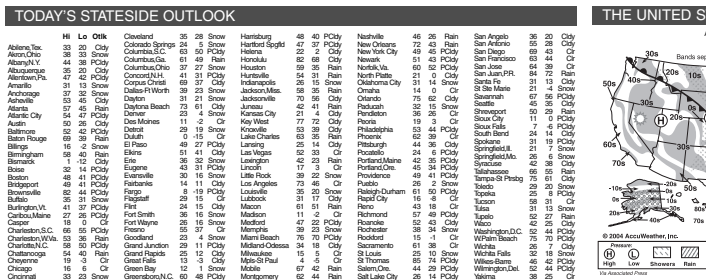 TODAY'S STATESIDE OUTLOOK
Hi Lo Otlk
Abilene,Tex. 33 20 Cldy
Akron,Ohio 38 33 Snow
Albany,N.Y. 44 38 PCldy
Albuquerque 35 20 Cldy
Allentown,Pa. 47 42 PCldy
Amarillo 31 13 Snow
Anchorage 37 32 Snow
Asheville 53 45 Cldy
Atlanta 57 45 Rain
Atlantic City 54 47 PCldy
Austin 50 26 Cldy
Baltimore 52 42 PCldy
Baton Rouge 69 39 Rain
Billings 16 -2 Snow
Birmingham 58 40 Rain
Bismarck 1 -12 Cldy
Boise 32 14 PCldy
Boston 48 41 PCldy
Bridgeport 49 41 PCldy
Brownsville 82 44 PCldy
Buffalo 35 31 Snow
Burlington,Vt. 41 37 PCldy
Caribou,Maine 27 26 PCldy
Casper 18 0 Clr
Charleston,S.C. 66 55 PCldy
Charleston,W.Va. 53 36 Rain
Charlotte,N.C. 58 50 PCldy
Chattanooga 54 40 Rain
Cheyenne 19 -3 Clr
Chicago 16 6 Clr
Cincinnati 33 23 Snow
Cleveland 35 28 Snow
Colorado Springs 24 5 Snow
Columbia,S.C. 63 50 PCldy
Columbus,Ga. 61 49 Rain
Columbus,Ohio 37 27 Snow
Concord,N.H. 41 31 PCldy
Corpus Christi 69 37 Cldy
Dallas-Ft Worth 39 23 Snow
Dayton 31 21 Snow
Daytona Beach 73 61 Cldy
Denver 23 4 Snow
Des Moines 11 -2 Clr
Detroit 29 19 Snow
Duluth 0 -15 Clr
El Paso 49 27 PCldy
Elkins 51 41 Cldy
Erie 36 32 Snow
Eugene 43 31 PCldy
Evansville 30 16 Snow
Fairbanks 14 11 Cldy
Fargo 8 -19 PCldy
Flagstaff 29 15 Clr
Flint 24 15 Cldy
Fort Smith 36 16 Snow
Fort Wayne 26 16 Snow
Fresno 55 37 Clr
Goodland 23 4 Snow
Grand Junction 29 11 PCldy
Grand Rapids 25 12 Cldy
Great Falls 13 -3 Cldy
Green Bay 12 1 Snow
Greensboro,N.C. 60 48 PCldy
Harrisburg 48 40 PCldy
Hartford Spgfld 47 37 PCldy
Helena 22 2 Cldy
Honolulu 82 68 Cldy
Houston 59 35 Rain
Huntsville 54 31 Rain
Indianapolis 26 15 Snow
Jackson,Miss. 58 35 Rain
Jacksonville 70 56 Cldy
Juneau 42 41 Rain
Kansas City 21 4 Cldy
Key West 77 72 Cldy
Knoxville 53 39 Cldy
Lake Charles 63 35 Rain
Lansing 25 14 Cldy
Las Vegas 52 33 Clr
Lexington 42 23 Rain
Lincoln 17 3 Clr
Little Rock 39 22 Snow
Los Angeles 73 46 Clr
Louisville 35 20 Snow
Lubbock 31 17 Cldy
Macon 61 51 Rain
Madison 11 -2 Cldy
Medford 47 22 PCldy
Memphis 39 23 Snow
Miami Beach 76 70 PCldy
Midland-Odessa 34 18 Cldy
Milwaukee 15 5 Clr
Mpls-St Paul 4 -5 Clr
Mobile 67 42 Rain
Montgomery 62 44 Rain
Nashville 46 26 Rain
New Orleans 72 43 Rain
New York City 49 45 PCldy
Newark 51 43 PCldy
Norfolk,Va. 60 52 PCldy
North Platte 21 0 Cldy
Oklahoma City 31 14 Snow
Omaha 14 0 Clr
Orlando 75 62 Cldy
Paducah 32 15 Snow
Pendleton 36 26 Clr
Peoria 19 3 Clr
Philadelphia 53 44 PCldy
Phoenix 62 39 Clr
Pittsburgh 44 36 Cldy
Pocatello 24 6 PCldy
Portland,Maine 42 35 PCldy
Portland,Ore. 45 34 PCldy
Providence 49 41 PCldy
Pueblo 26 2 Snow
Raleigh-Durham 61 50 PCldy
Rapid City 16 -8 Clr
Reno 43 18 Clr
Richmond 57 49 PCldy
Roanoke 52 43 Cldy
Rochester 38 34 Snow
Rockford 15 -1 Clr
Sacramento 61 38 Clr
St Louis 25 10 Snow
St Thomas 85 74 PCldy
Salem,Ore. 44 29 PCldy
Salt Lake City 26 14 PCldy
San Angelo 36 20 Cldy
San Antonio 55 28 Cldy
San Diego 69 43 Clr
San Francisco 63 44 Clr
San Jose 64 39 Clr
San Juan,P.R. 84 72 Rain
Santa Fe 31 13 Cldy
St Ste Marie 21 -4 Snow
Savannah 67 56 PCldy
Seattle 45 35 Cldy
Shreveport 50 29 Rain
Sioux City 11 0 PCldy
Sioux Falls 7 -6 PCldy
South Bend 24 14 Cldy
Spokane 31 19 PCldy
Springfield,Ill. 21 7 Snow
Springfield,Mo. 26 6 Snow
Syracuse 42 38 Cldy
Tallahassee 66 55 Rain
Tampa-St Ptrsbg 75 61 Cldy
Toledo 29 20 Snow
Topeka 25 8 PCldy
Tucson 58 31 Clr
Tulsa 31 13 Snow
Tupelo 52 27 Rain
Waco 42 25 Cldy
Washington,D.C. 52 44 PCldy
W.Palm Beach 75 70 PCldy
Wichita 26 7 Cldy
Wichita Falls 32 18 Snow
Wilkes-Barre 46 42 PCldy
Wilmington,Del. 52 44 PCldy
Yakima 38 25 Clr
THE UNITED S
Bands sep
30s
20s
10s
50s
40s
30s
0s
60s
70s
-10s
-20s
0s
50s
10s
30s
80s
20s
70s
© 2004 AccuWeather, Inc.
Pressure:
H L
High Low Showers Rain
Via Associated Press